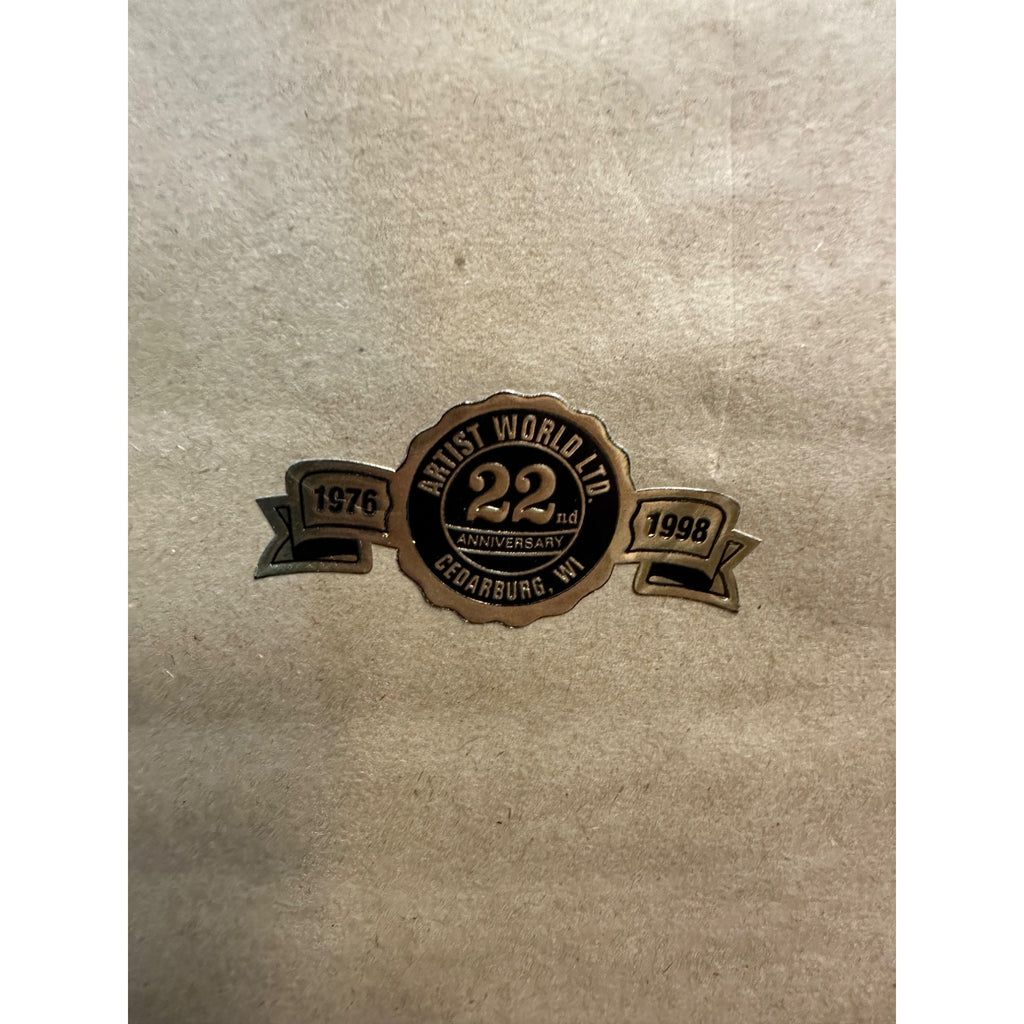 ARTIST WORLD LTD.
1976
22nd
1998
ANNIVERSARY
CEDARBURG, WI